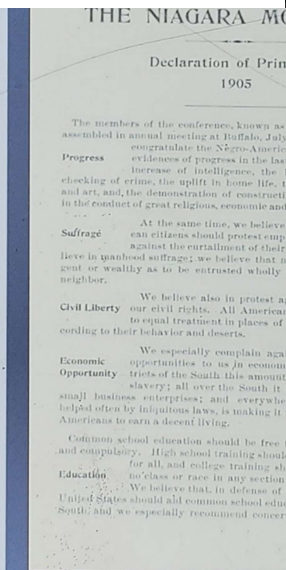 THE NIAGARA MO
Declaration of Prin
1905
The members of the conference, known as
assembled in annual meeting at Buffalo, July
congratulate the Negro-Americ
Progress evidences of progress in the las
increase of intelligence, the
checking of crime, the uplift in home life,
and art, and, the demonstration of constructi
in the conduct of great religious, economic and
At the same time, we believe
Suffrage can citizens should protest emp
against the curtailment of their
lieve in manhood suffrage; we believe that n
gent or wealthy as to be entrusted wholly
neighbor.
We believe also in protest ag
Civil Liberty our civil rights. All American
to equal treatment in places of
cording to their behavior and deserts.
We especially complain aga
Economic opportunities to us in econom
Opportunity tricts of the South this amounts
slavery; all over the South it
small business enterprises; and everywhe
helped often by iniquitous laws, is making it
Americans to earn a decent living.
Common school education should be free
and compulsory. High school training shoul
for all, and college training sh
Education no class or race in any section
We believe that, in defense of
United States should aid common school educ
South, and we especially recommend concer